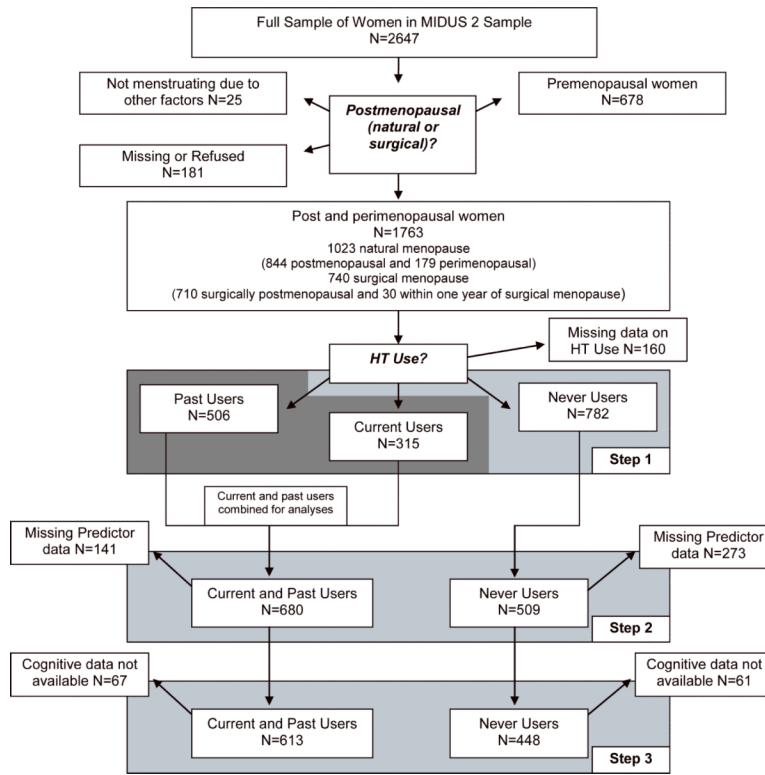 Full Sample of Women in MIDUS 2 Sample
N=2647
Not menstruating due to
other factors N=25
Premenopausal women
N=678
Postmenopausal
(natural or
surgical)?
Missing or Refused
N=181
Post and perimenopausal women
N=1763
1023 natural menopause
(844 postmenopausal and 179 perimenopausal)
740 surgical menopause
(710 surgically postmenopausal and 30 within one year of surgical menopause)
Missing data on
HT Use N=160
HT Use?
Past Users
N=506
Never Users
N=782
Current Users
N=315
Step 1
Current and past users
combined for analyses
Missing Predictor
data N=141
Missing Predictor
data N=273
Current and Past Users
N=680
Never Users
N=509
Step 2
Cognitive data not
available N=67
Cognitive data not
available N=61
Current and Past Users
N=613
Never Users
N=448
Step 3